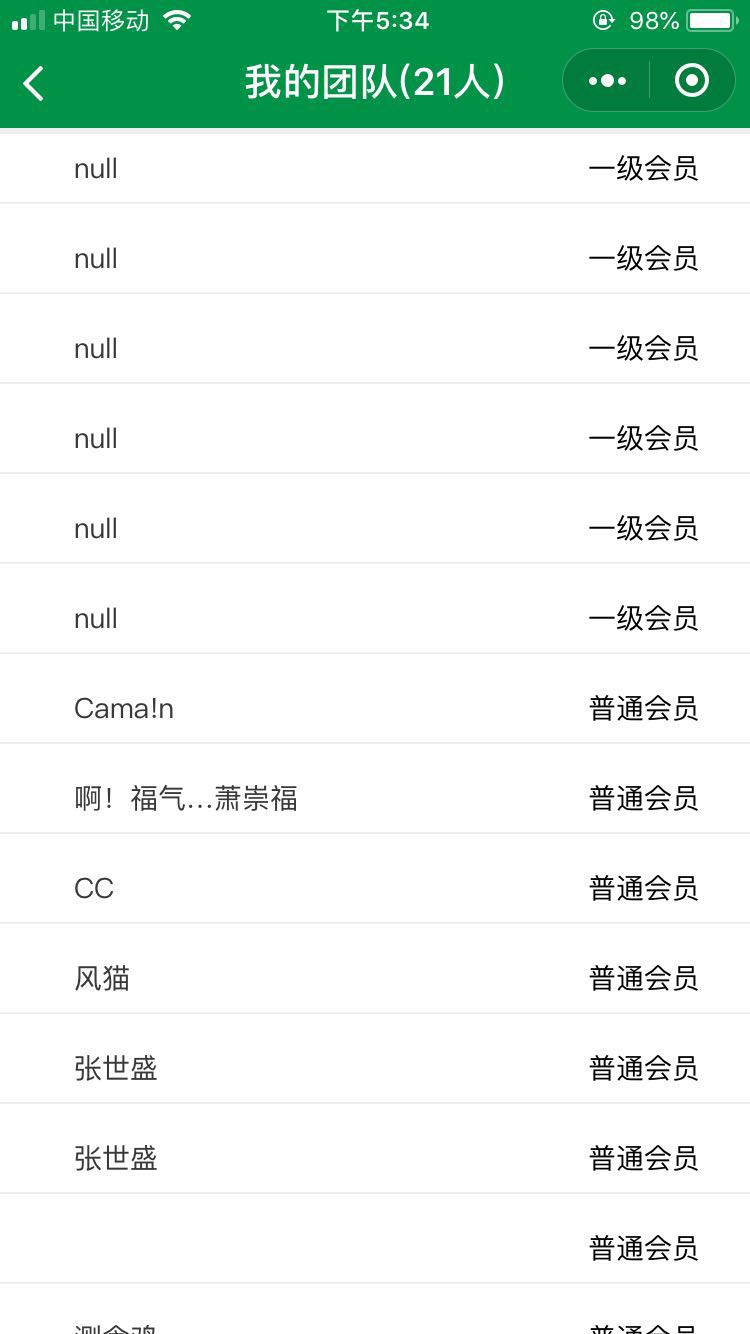 中国移动 下午5:34 98%
我的团队(21人)
null 一级会员
null 一级会员
null 一级会员
null 一级会员
null 一级会员
null 一级会员
Cama!n 普通会员
啊！福气...萧崇福 普通会员
CC 普通会员
风猫 普通会员
张世盛 普通会员
张世盛 普通会员
普通会员
普通会员